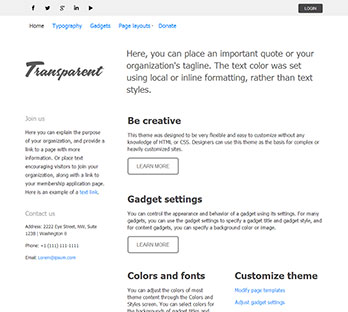 LOGIN
Home Typography Gadgets Page layouts Donate
Transparent
Here, you can place an important quote or your
organization's tagline. The text color was set
using local or inline formatting, rather than text
styles.
Join us
Here you can explain the purpose
of your organization, and provide a
link to a page with more
information. Or place text
encouraging visitors to join your
organization, along with a link to
your membership application page.
Here is an example of a text link.
Contact us
Address: 2222 Eye Street, NW, Suite
1238 | Washington II
Phone: +1 (111) 111-1111
Email: Lorem@ipsum.com
Be creative
This theme was designed to be very flexible and easy to customize without any
knowledge of HTML or CSS. Designers can use this theme as the basis for complex or
heavily customized sites.
LEARN MORE
Gadget settings
You can control the appearance and behavior of a gadget using its settings. For many
gadgets, you can use the gadget settings to specify a gadget title and gadget style, and
for content gadgets, you can specify a background color or image.
LEARN MORE
Colors and fonts
You can adjust the colors of most
theme content through the Colors and
Styles screen. You can select colors for
the backgrounds of gadget titles and
Customize theme
Modify page templates
Adjust gadget settings